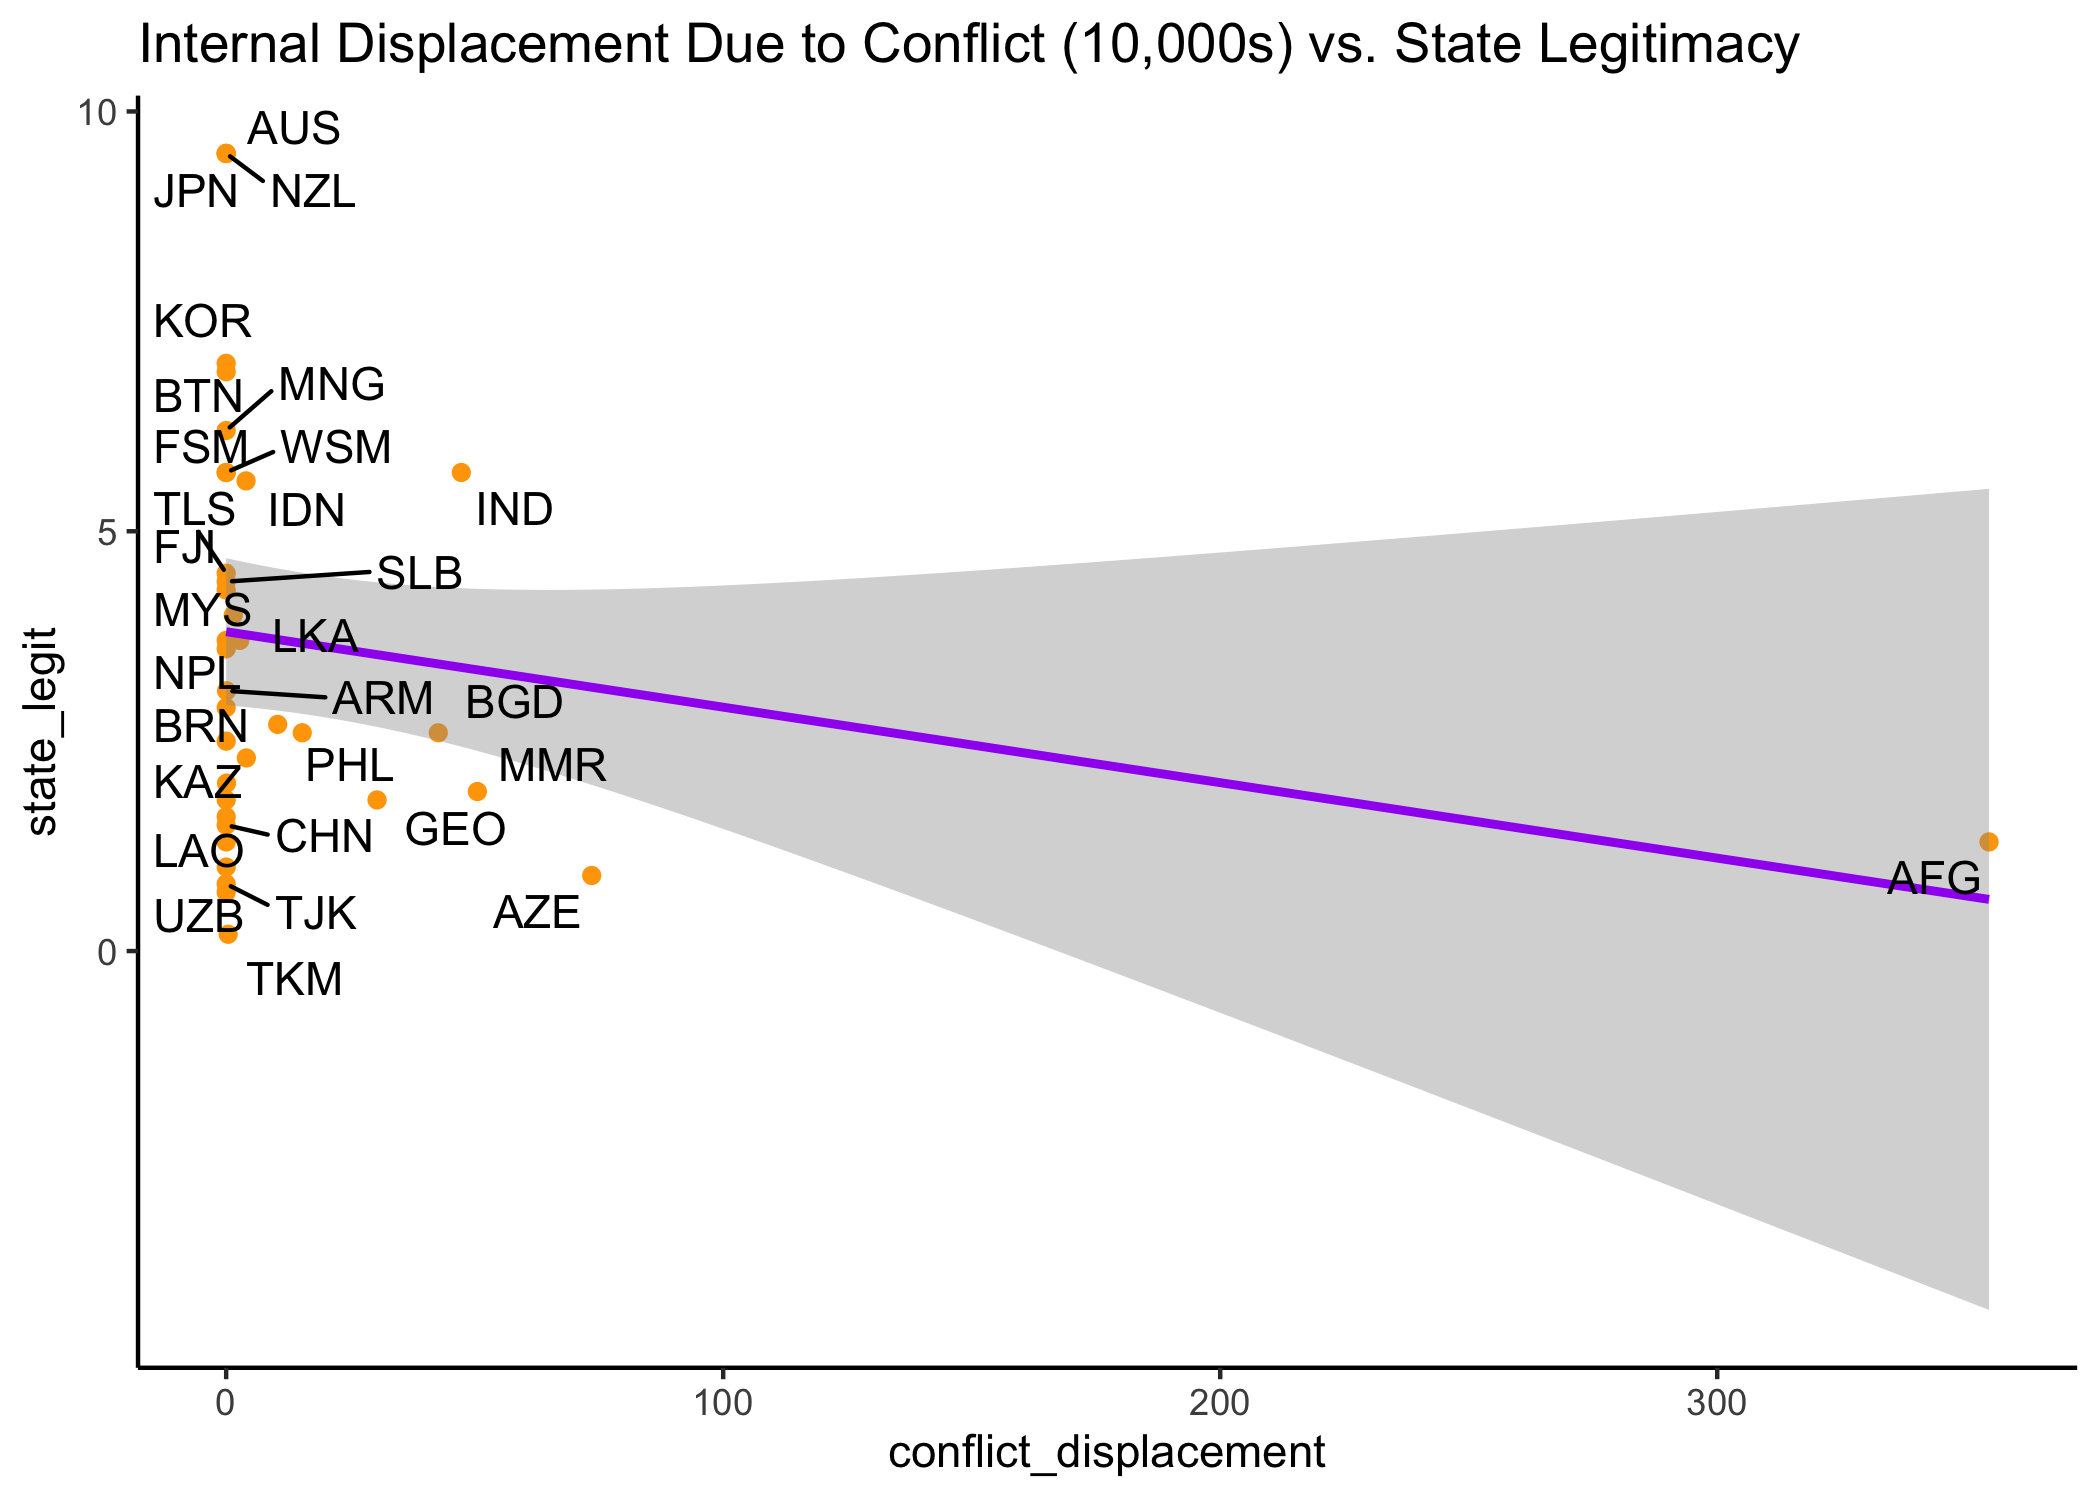 Internal Displacement Due to Conflict (10,000s) vs. State Legitimacy
10
AUS
JPN
NZL
KOR
MNG
BTN
FSM
WSM
TLS
IDN
IND
5
FJI
SLB
MYS
LKA
NPL
ARM
BGD
BRN
PHL
MMR
KAZ
GEO
CHN
LAO
AFG
UZB
TJK
AZE
0
TKM
state_legit
0
100
200
300
conflict_displacement